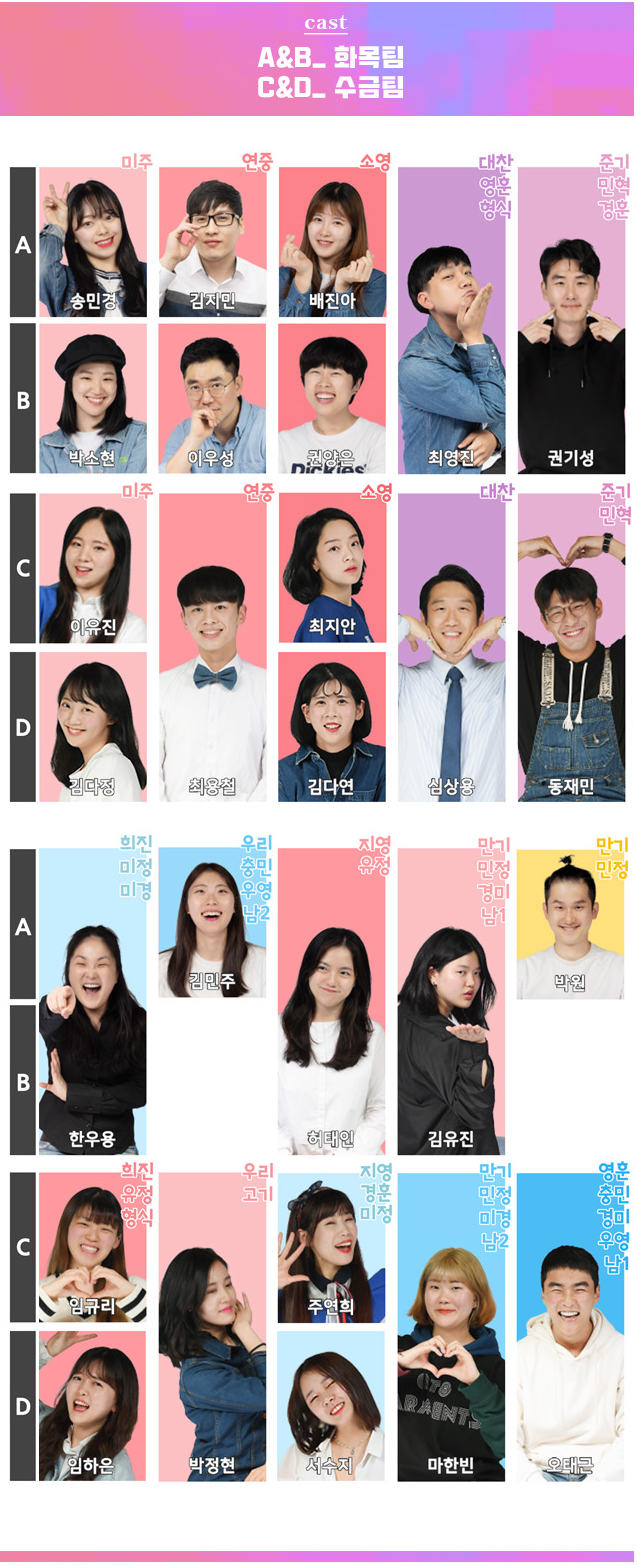 cast
A&B_ 화목팀
C&D_ 수금팀
미주
연중
소영
대찬
영훈
형식
준기
민혁
경훈
A
송민경
김지민
배진아
B
박소현
이우성
권양은
Dickies
최영진
권기성
미주
연중
소영
대찬
준기
민혁
C
이유진
최지안
D
김다정
최용철
김다연
심상용
동재민
희진
미정
미경
우리
충민
우영
남2
지영
유정
만기
민정
경미
남1
만기
민정
A
김민주
박원
B
한우용
허태인
김유진
희진
유정
형식
우리
고기
지영
경훈
미정
만기
민정
미경
남2
영훈
충민
경미
우영
남1
C
임규리
주연희
D
임하은
박정현
서수지
마한빈
오태근